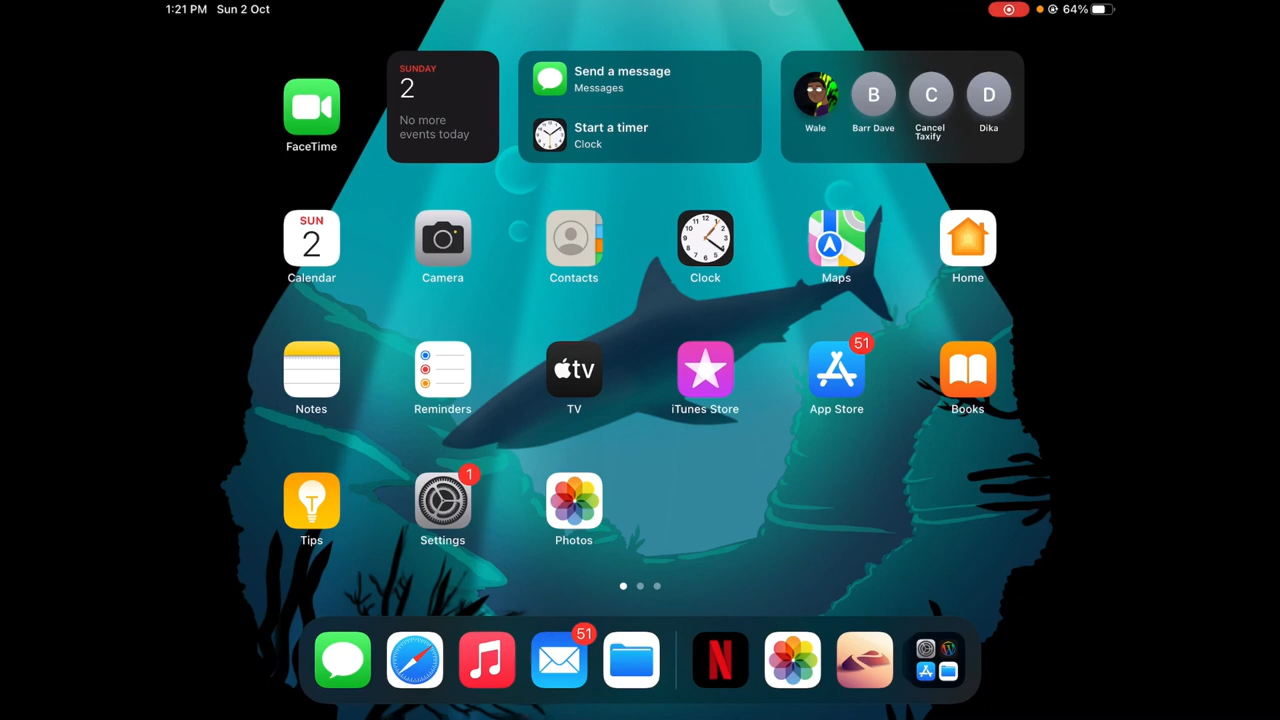 1:21 PM Sun 2 Oct
64%
FaceTime
SUNDAY
2
No more
events today
Send a message
Messages
Start a timer
Clock
Wale
B
Barr Dave
C
Cancel
Taxify
D
Dika
SUN
2
Calendar
Camera
Contacts
Clock
Maps
Home
Notes
Reminders
tv
TV
iTunes Store
51
App Store
Books
Tips
1
Settings
Photos
51
N